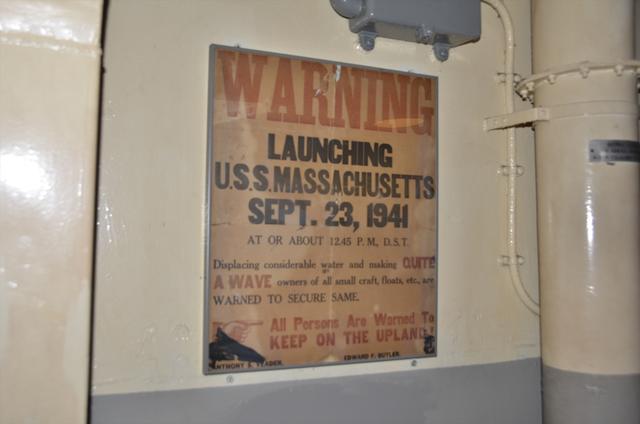 WARNING
LAUNCHING
U.S.S. MASSACHUSETTS
SEPT. 23, 1941
AT OR ABOUT 12.45 P. M., D. S. T.
Displacing considerable water and making QUITE
A WAVE owners of all small craft, floats, etc., are
WARNED TO SECURE SAME.
All Persons Are Warned To
KEEP ON THE UPLAND!
ANTHONY S. YEADER. EDWARD F. BUTLER.